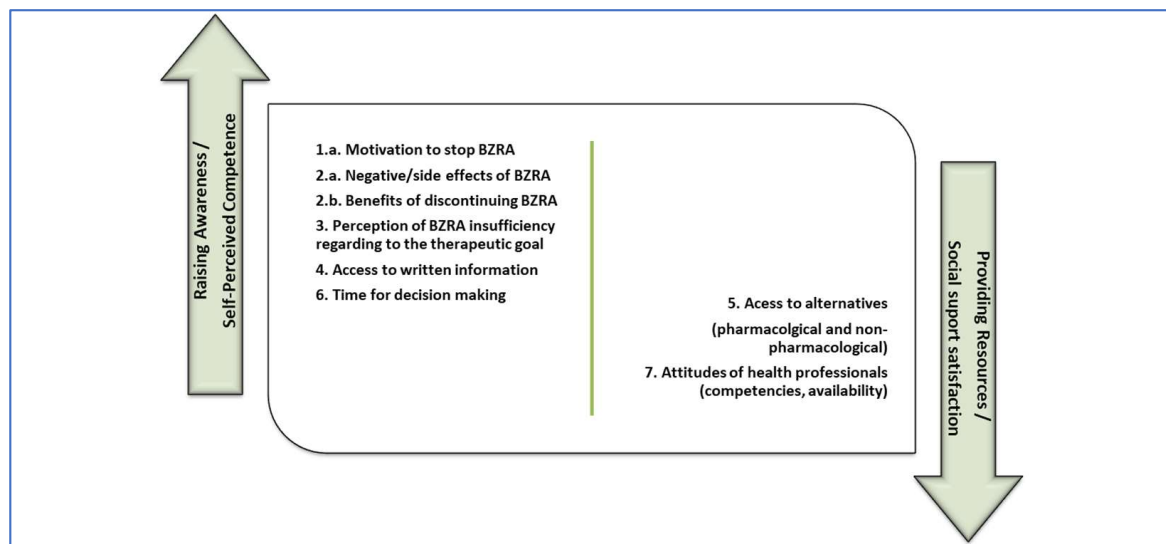 Raising Awareness /
Self-Perceived Competence
1.a. Motivation to stop BZRA
2.a. Negative/side effects of BZRA
2.b. Benefits of discontinuing BZRA
3. Perception of BZRA insufficiency
regarding to the therapeutic goal
4. Access to written information
6. Time for decision making
5. Acess to alternatives
(pharmacolgical and non-
pharmacological)
7. Attitudes of health professionals
(competencies, availability)
Providing Resources /
Social suport satisfaction